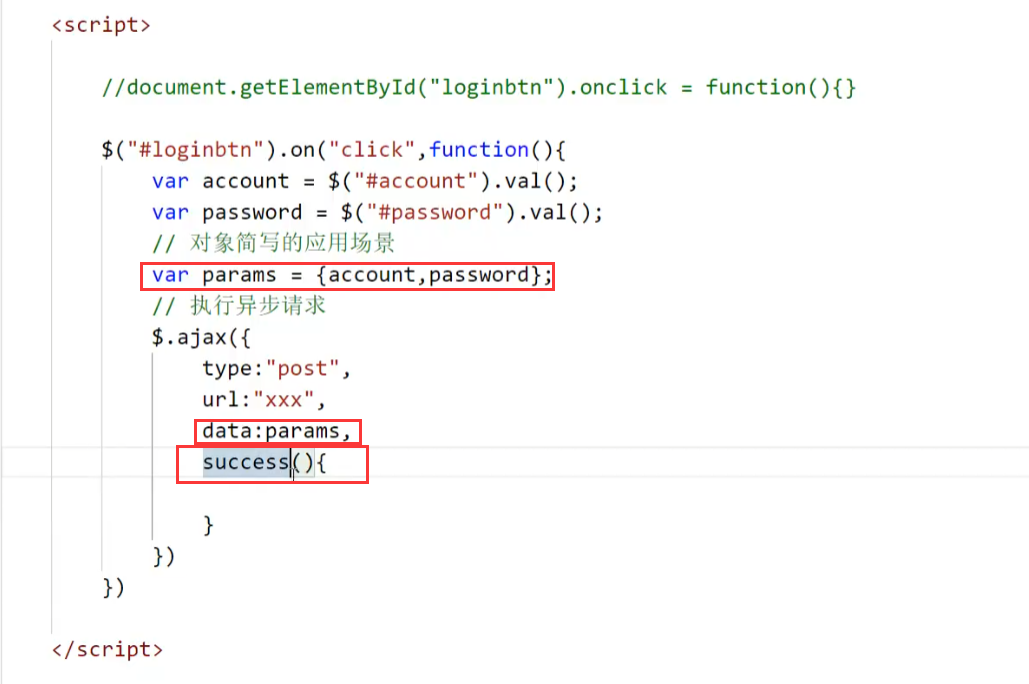 <script>
//document.getElementById("loginbtn").onclick = function(){}
$("#loginbtn").on("click",function(){
var account = $("#account").val();
var password = $("#password").val();
// 对象简写的应用场景
var params = {account,password};
// 执行异步请求
$.ajax({
type:"post",
url:"xxx",
data:params,
success(){
}
})
})
</script>